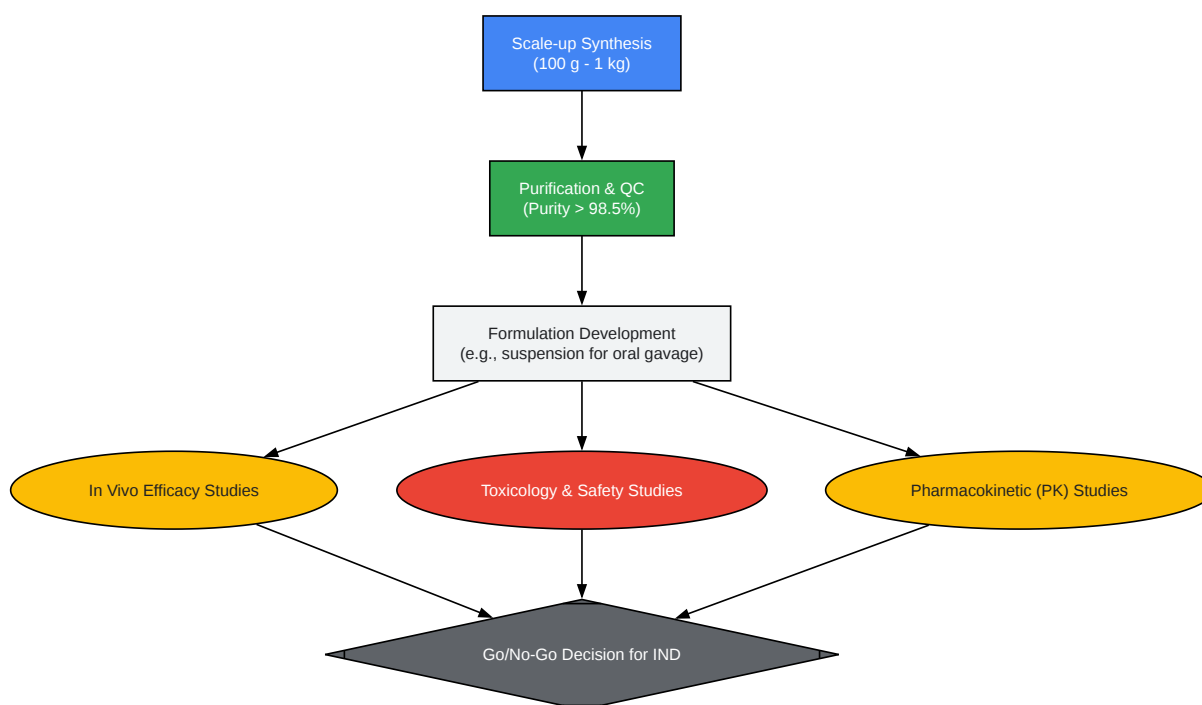 Scale-up Synthesis
(100 g - 1 kg)
Purification & QC
(Purity > 98.5%)
Formulation Development
(e.g., suspension for oral gavage)
In Vivo Efficacy Studies
Toxicology & Safety Studies
Pharmacokinetic (PK) Studies
Go/No-Go Decision for IND